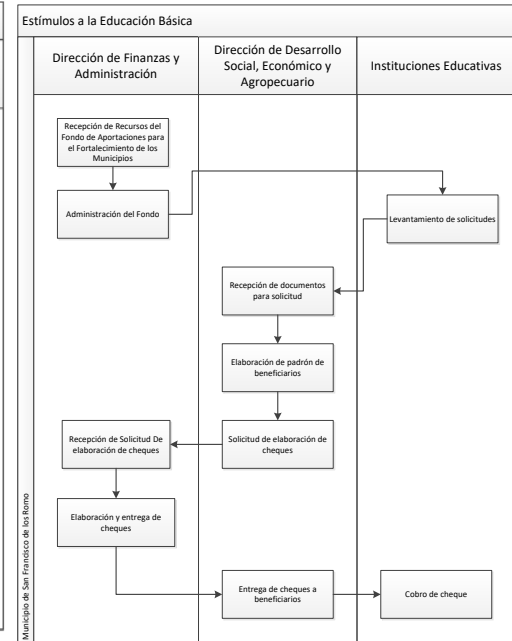 Estímulos a la Educación Básica
Dirección de Finanzas y
Administración
Dirección de Desarrollo
Social, Económico y
Agropecuario
Instituciones Educativas
Recepción de Recursos del
Fondo de Aportaciones para
el Fortalecimiento de los
Municipios
Administración del Fondo
Levantamiento de solicitudes
Recepción de documentos
para solicitud
Elaboración de padrón de
beneficiarios
Solicitud de elaboración de
cheques
Recepción de Solicitud De
elaboración de cheques
Elaboración y entrega de
cheques
Entrega de cheques a
beneficiarios
Cobro de cheque
Municipio de San Francisco de los Romo